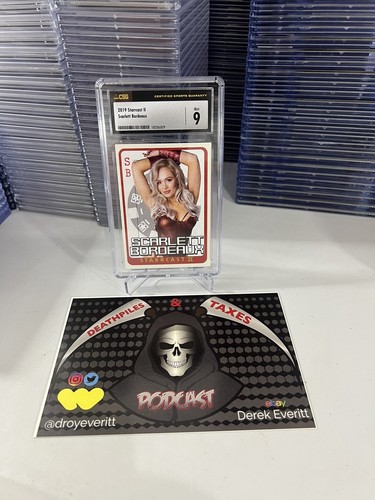 CSG CERTIFIED SPORTS GUARANTY
2019 Starrcast II
Scarlett Bordeaux
Mint
9
S
B
SCARLETT
BORDEAUX
STARRCAST II
DEATHPILES & TAXES
PODCAST
@droyeveritt
ebay
Derek Everitt